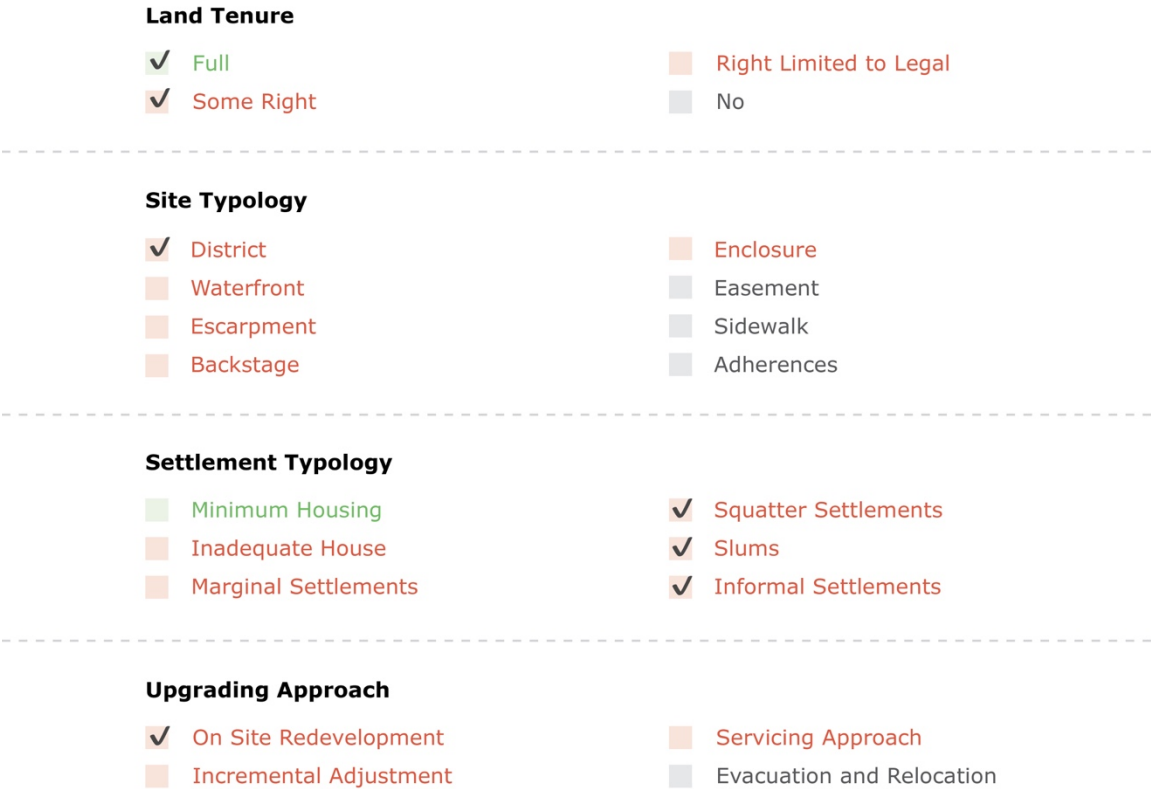 Land Tenure
Full
Right Limited to Legal
Some Right
No
Site Typology
District
Enclosure
Waterfront
Easement
Escarpment
Sidewalk
Backstage
Adherences
Settlement Typology
Minimum Housing
Squatter Settlements
Inadequate House
Slums
Marginal Settlements
Informal Settlements
Upgrading Approach
On Site Redevelopment
Servicing Approach
Incremental Adjustment
Evacuation and Relocation